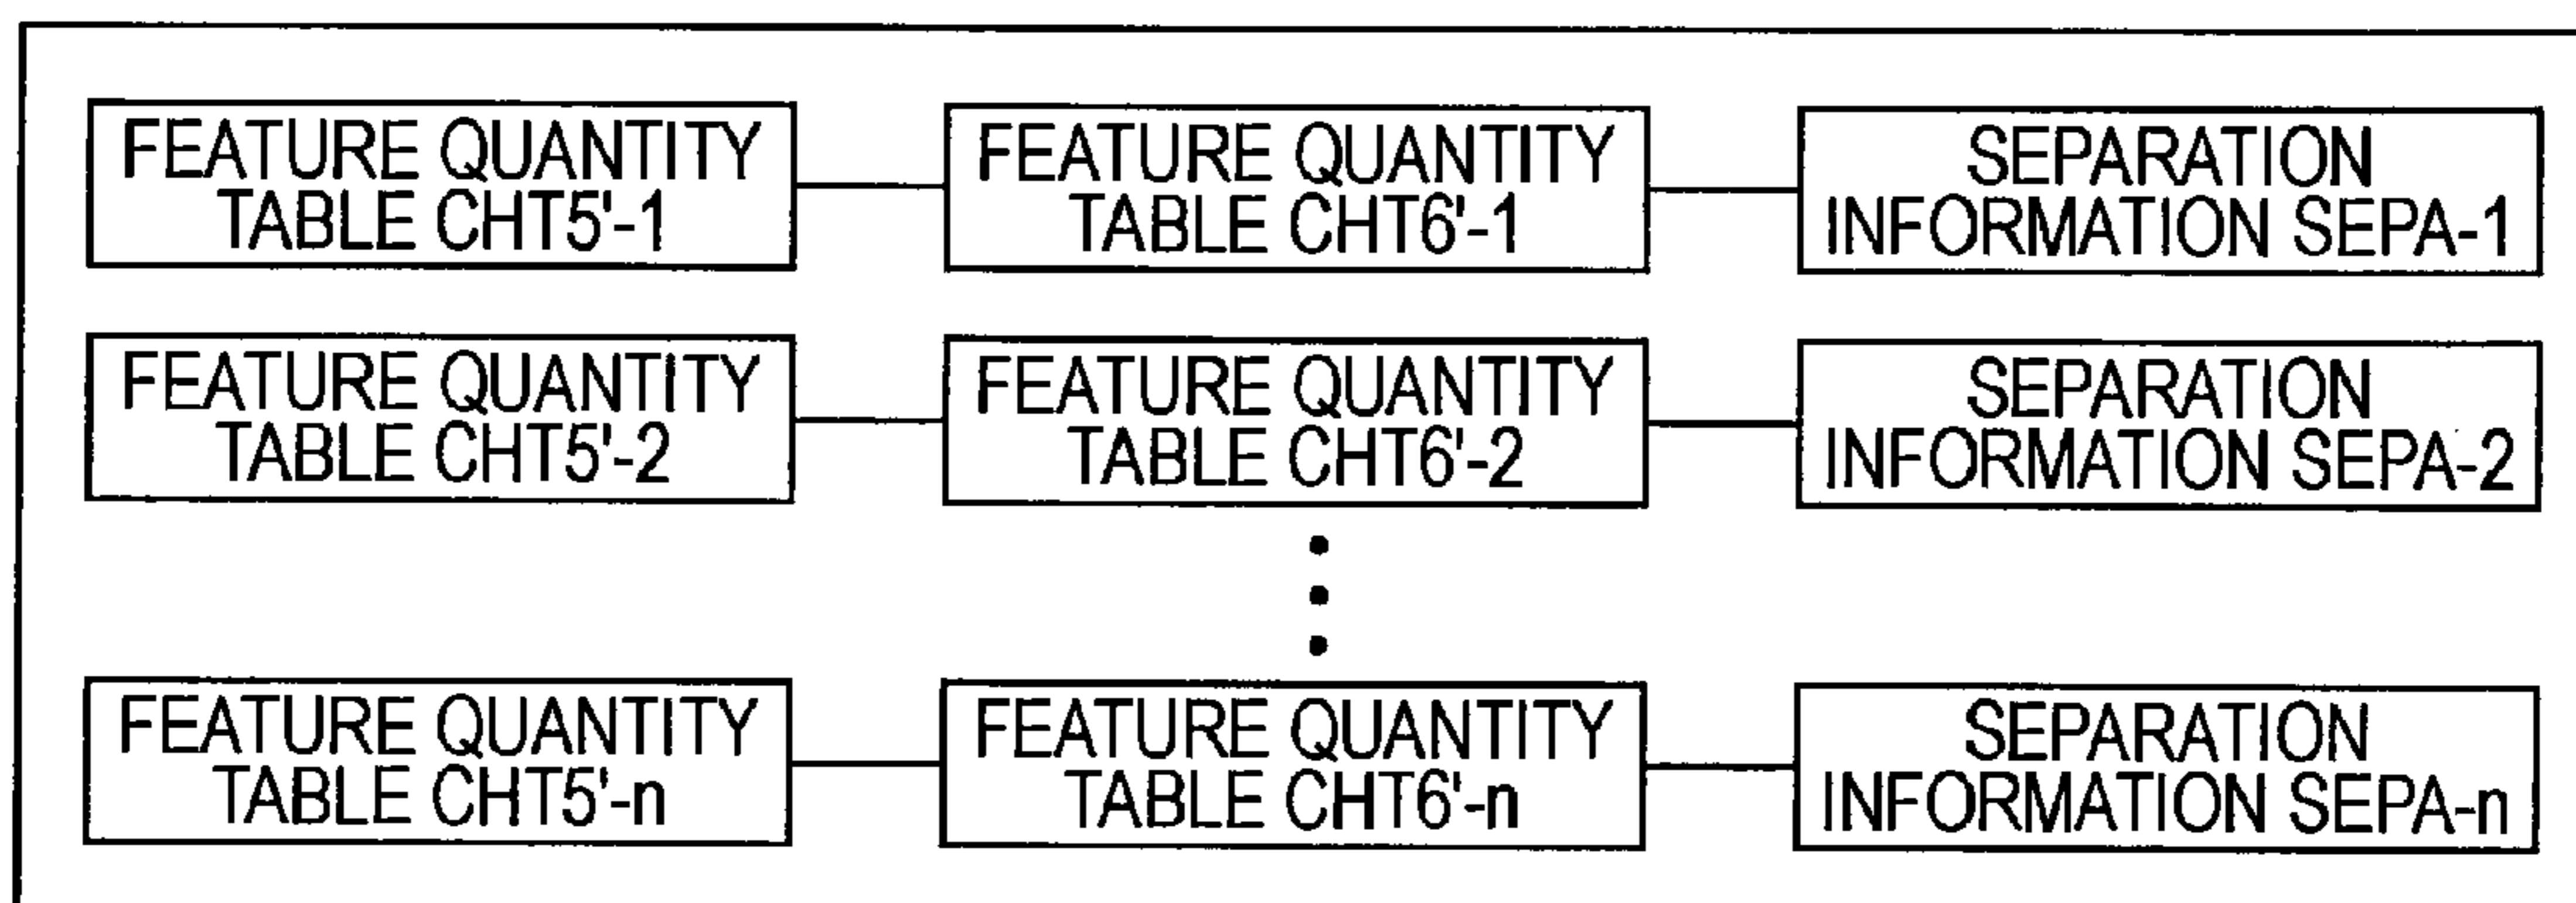 FEATURE QUANTITY
TABLE CHT5'-1
FEATURE QUANTITY
TABLE CHT6'-1
SEPARATION
INFORMATION SEPA-1
FEATURE QUANTITY
TABLE CHT5'-2
FEATURE QUANTITY
TABLE CHT6'-2
SEPARATION
INFORMATION SEPA-2
FEATURE QUANTITY
TABLE CHT5'-n
FEATURE QUANTITY
TABLE CHT6'-n
SEPARATION
INFORMATION SEPA-n